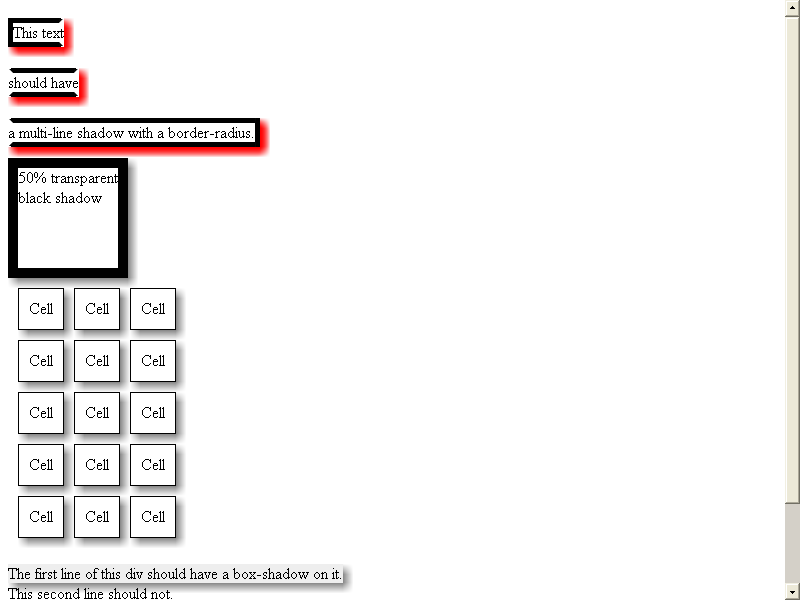 This text
should have
a multi-line shadow with a border-radius.
50% transparent
black shadow
Cell Cell Cell
Cell Cell Cell
Cell Cell Cell
Cell Cell Cell
Cell Cell Cell
The first line of this div should have a box-shadow on it.
This second line should not.